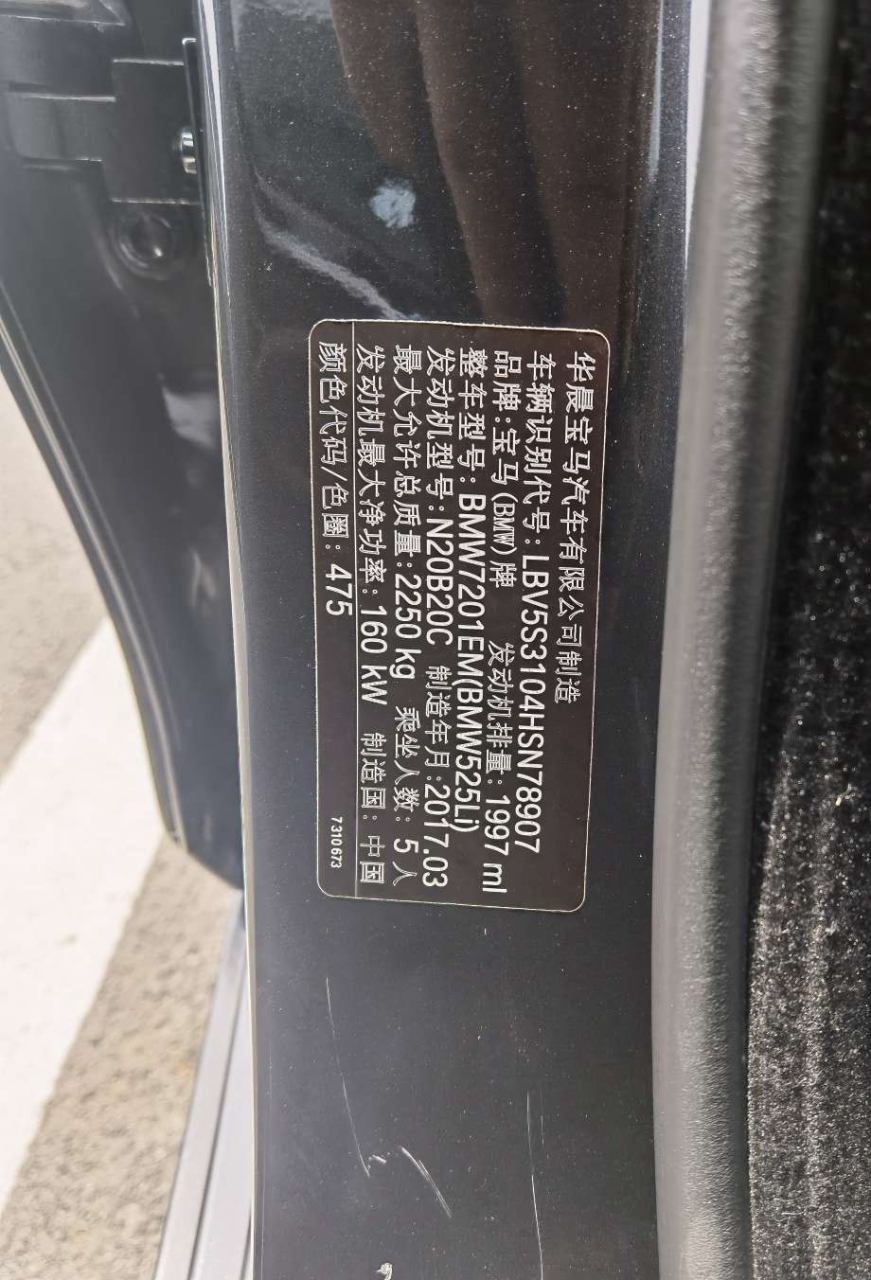 华晨宝马汽车有限公司制造
车辆识别代号: LBV5S3104HSN78907
品牌:宝马(BMW)牌 发动机排量: 1997 ml
整车型号: BMW7201EM(BMW525Li)
发动机型号: N20B20C 制造年月:2017.03
最大允许总质量: 2250 kg 乘坐人数: 5 人
发动机最大净功率: 160 kW 制造国: 中国
颜色代码/色圈: 475 7310673